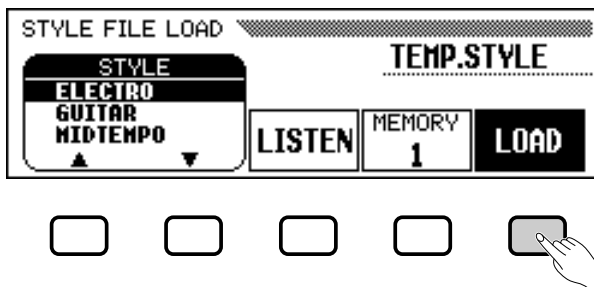 STYLE FILE LOAD
TEMP.STYLE
STYLE
ELECTRO
GUITAR
MIDTEMPO
LISTEN
MEMORY
1
LOAD